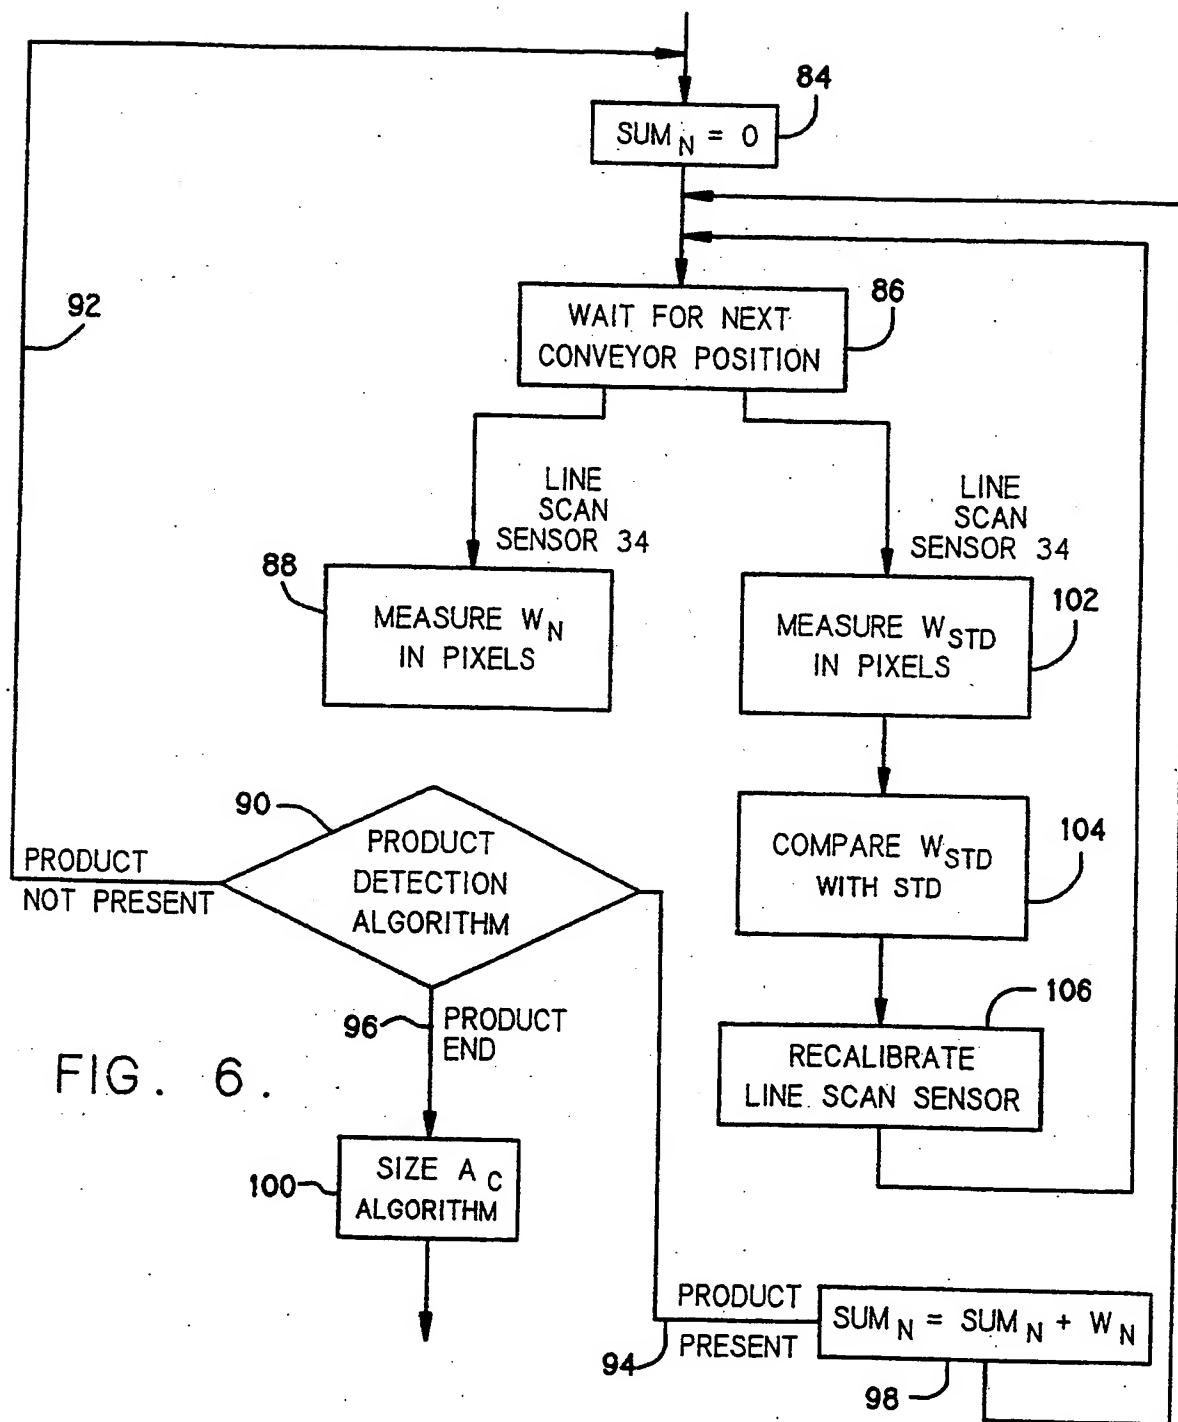 84
SUM N = 0
92
86
WAIT FOR NEXT
CONVEYOR POSITION
LINE
SCAN
SENSOR 34
LINE
SCAN
SENSOR 34
88
MEASURE W N
IN PIXELS
102
MEASURE W STD
IN PIXELS
90
PRODUCT
DETECTION
ALGORITHM
PRODUCT
NOT PRESENT
104
COMPARE W STD
WITH STD
96
PRODUCT
END
106
RECALIBRATE
LINE SCAN SENSOR
FIG. 6.
100
SIZE A C
ALGORITHM
94
PRODUCT
PRESENT
SUM N = SUM N + W N
98